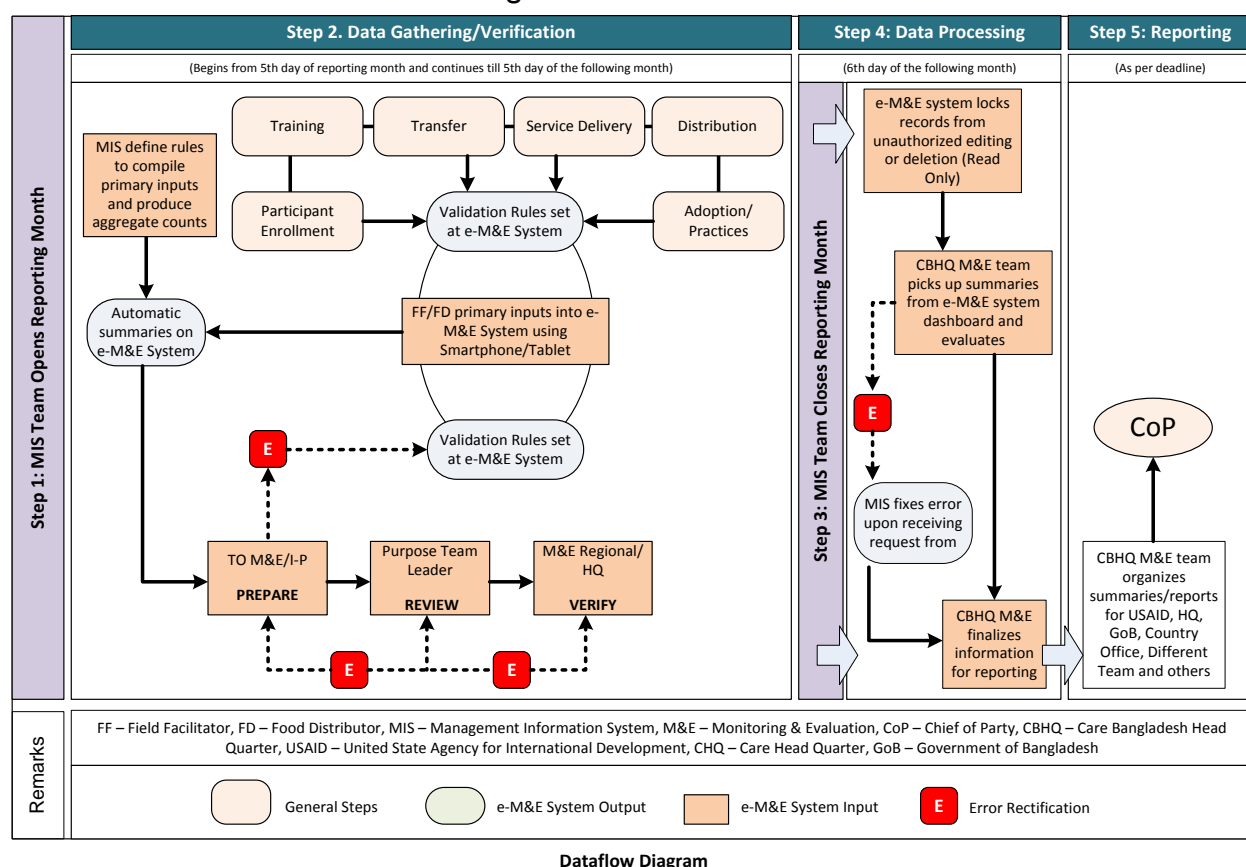 Step 2. Data Gathering/Verification
Step 4: Data Processing
Step 5: Reporting
(Begins from 5th day of reporting month and continues till 5th day of the following month)
(6th day of the following month)
(As per deadline)
Step 1: MIS Team Opens Reporting Month
MIS define rules
to compile
primary inputs
and produce
aggregate counts
Training
Transfer
Service Delivery
Distribution
Participant
Enrollment
Validation Rules set
at e-M&E System
Adoption/
Practices
Automatic
summaries on
e-M&E System
FF/FD primary inputs into e-
M&E System using
Smartphone/Tablet
E
Validation Rules set
at e-M&E System
TO M&E/I-P
PREPARE
Purpose Team
Leader
REVIEW
M&E Regional/
HQ
VERIFY
E
E
Step 3: MIS Team Closes Reporting Month
e-M&E system locks
records from
unauthorized editing
or deletion (Read
Only)
CBHQ M&E team
picks up summaries
from e-M&E system
dashboard and
evaluates
E
MIS fixes error
upon receiving
request from
CBHQ M&E
finalizes
information
for reporting
CoP
CBHQ M&E team
organizes
summaries/reports
for USAID, HQ,
GoB, Country
Office, Different
Team and others
Remarks
FF – Field Facilitator, FD – Food Distributor, MIS – Management Information System, M&E – Monitoring & Evaluation, CoP – Chief of Party, CBHQ – Care Bangladesh Head
Quarter, USAID – United State Agency for International Development, CHQ – Care Head Quarter, GoB – Government of Bangladesh
General Steps
e-M&E System Output
e-M&E System Input
E
Error Rectification
Dataflow Diagram